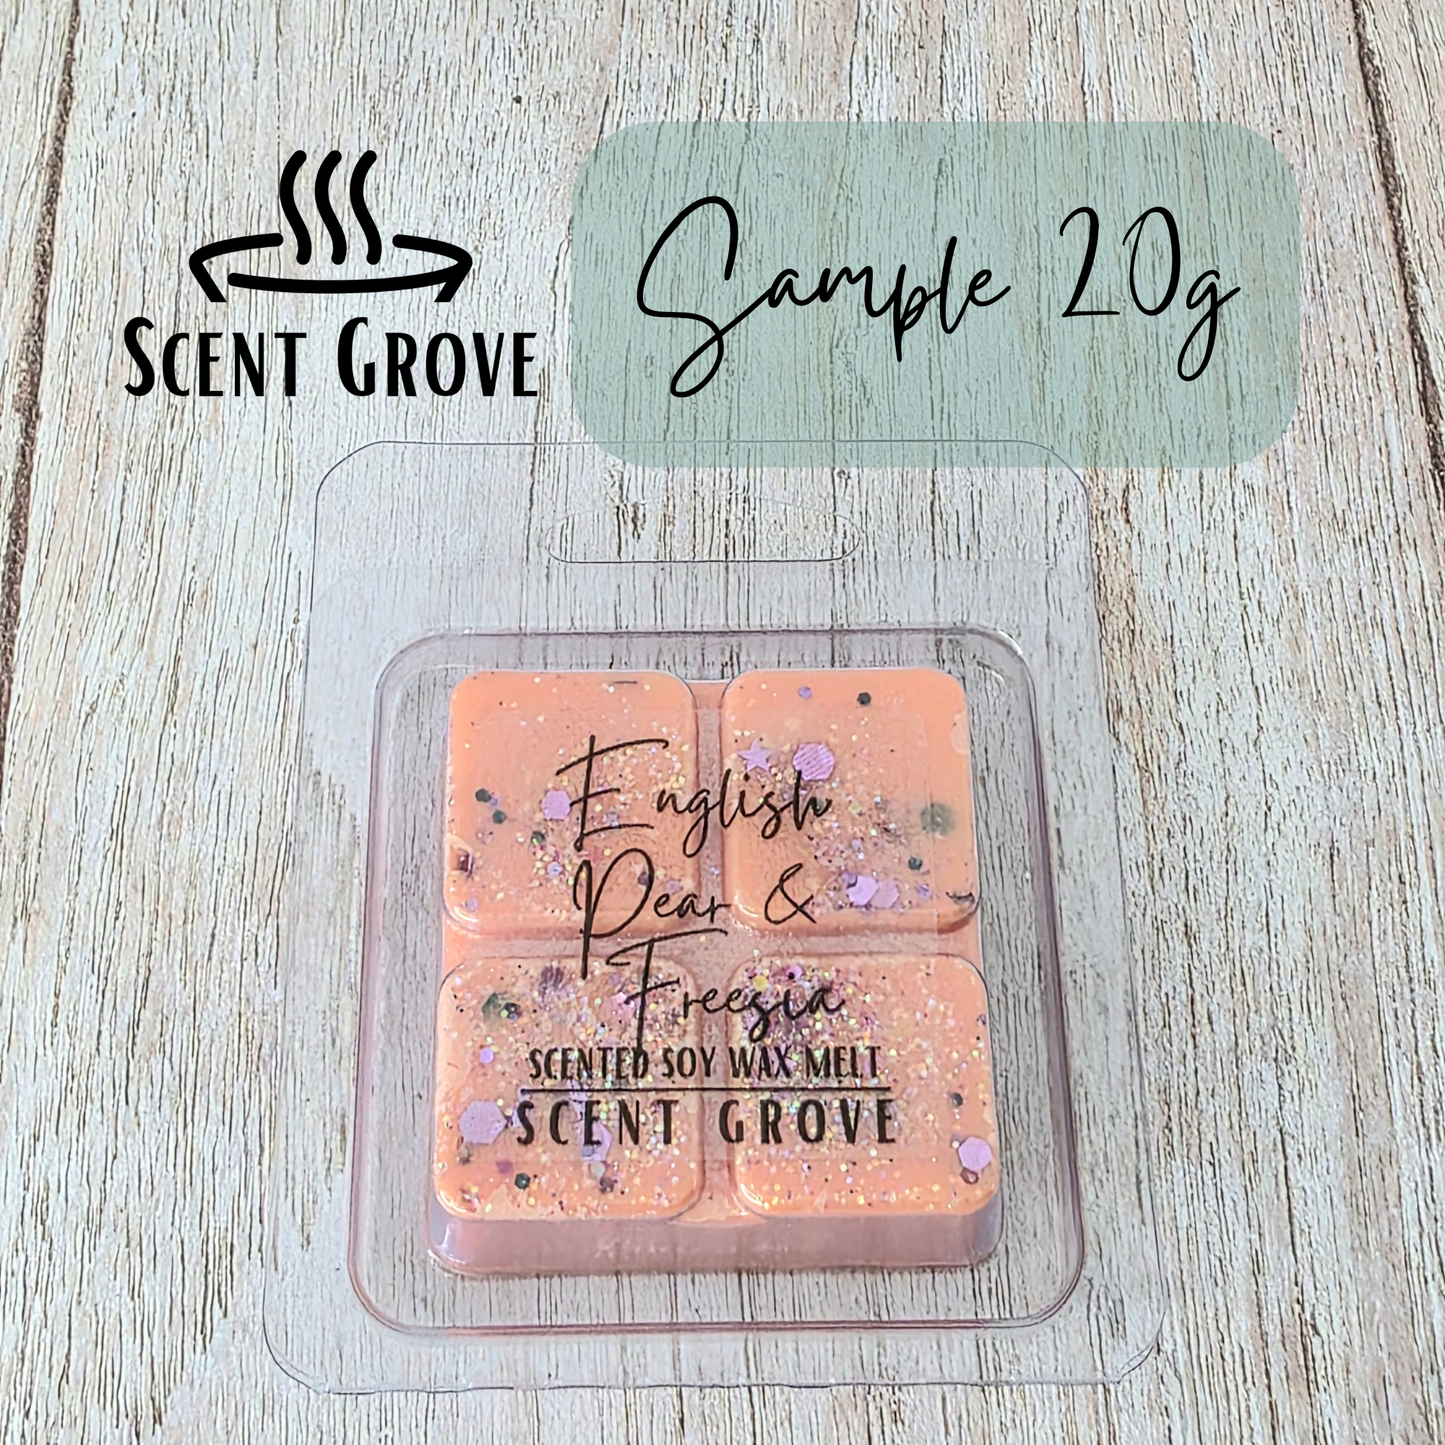 SCENT GROVE
Sample 20g
English
Pear &
Freesia
SCENTED SOY WAX MELT
SCENT GROVE